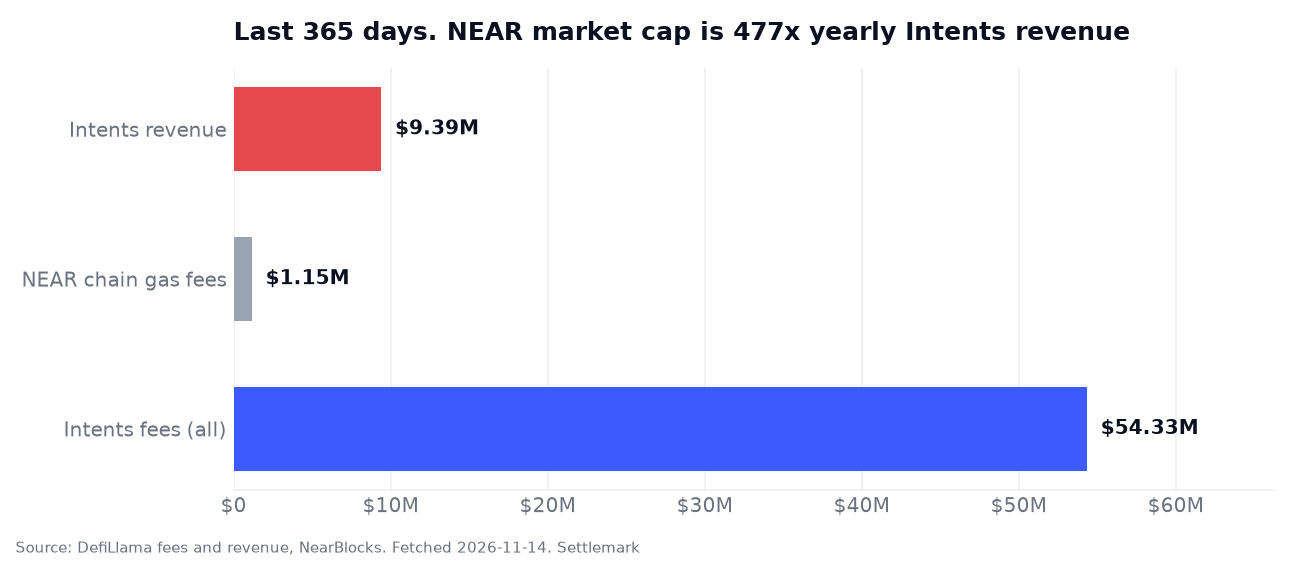 Last 365 days. NEAR market cap is 477x yearly Intents revenue
Intents revenue
$9.39M
NEAR chain gas fees
$1.15M
Intents fees (all)
$54.33M
$0 $10M $20M $30M $40M $50M $60M
Source: DefiLlama fees and revenue, NearBlocks. Fetched 2026-11-14. Settlemark